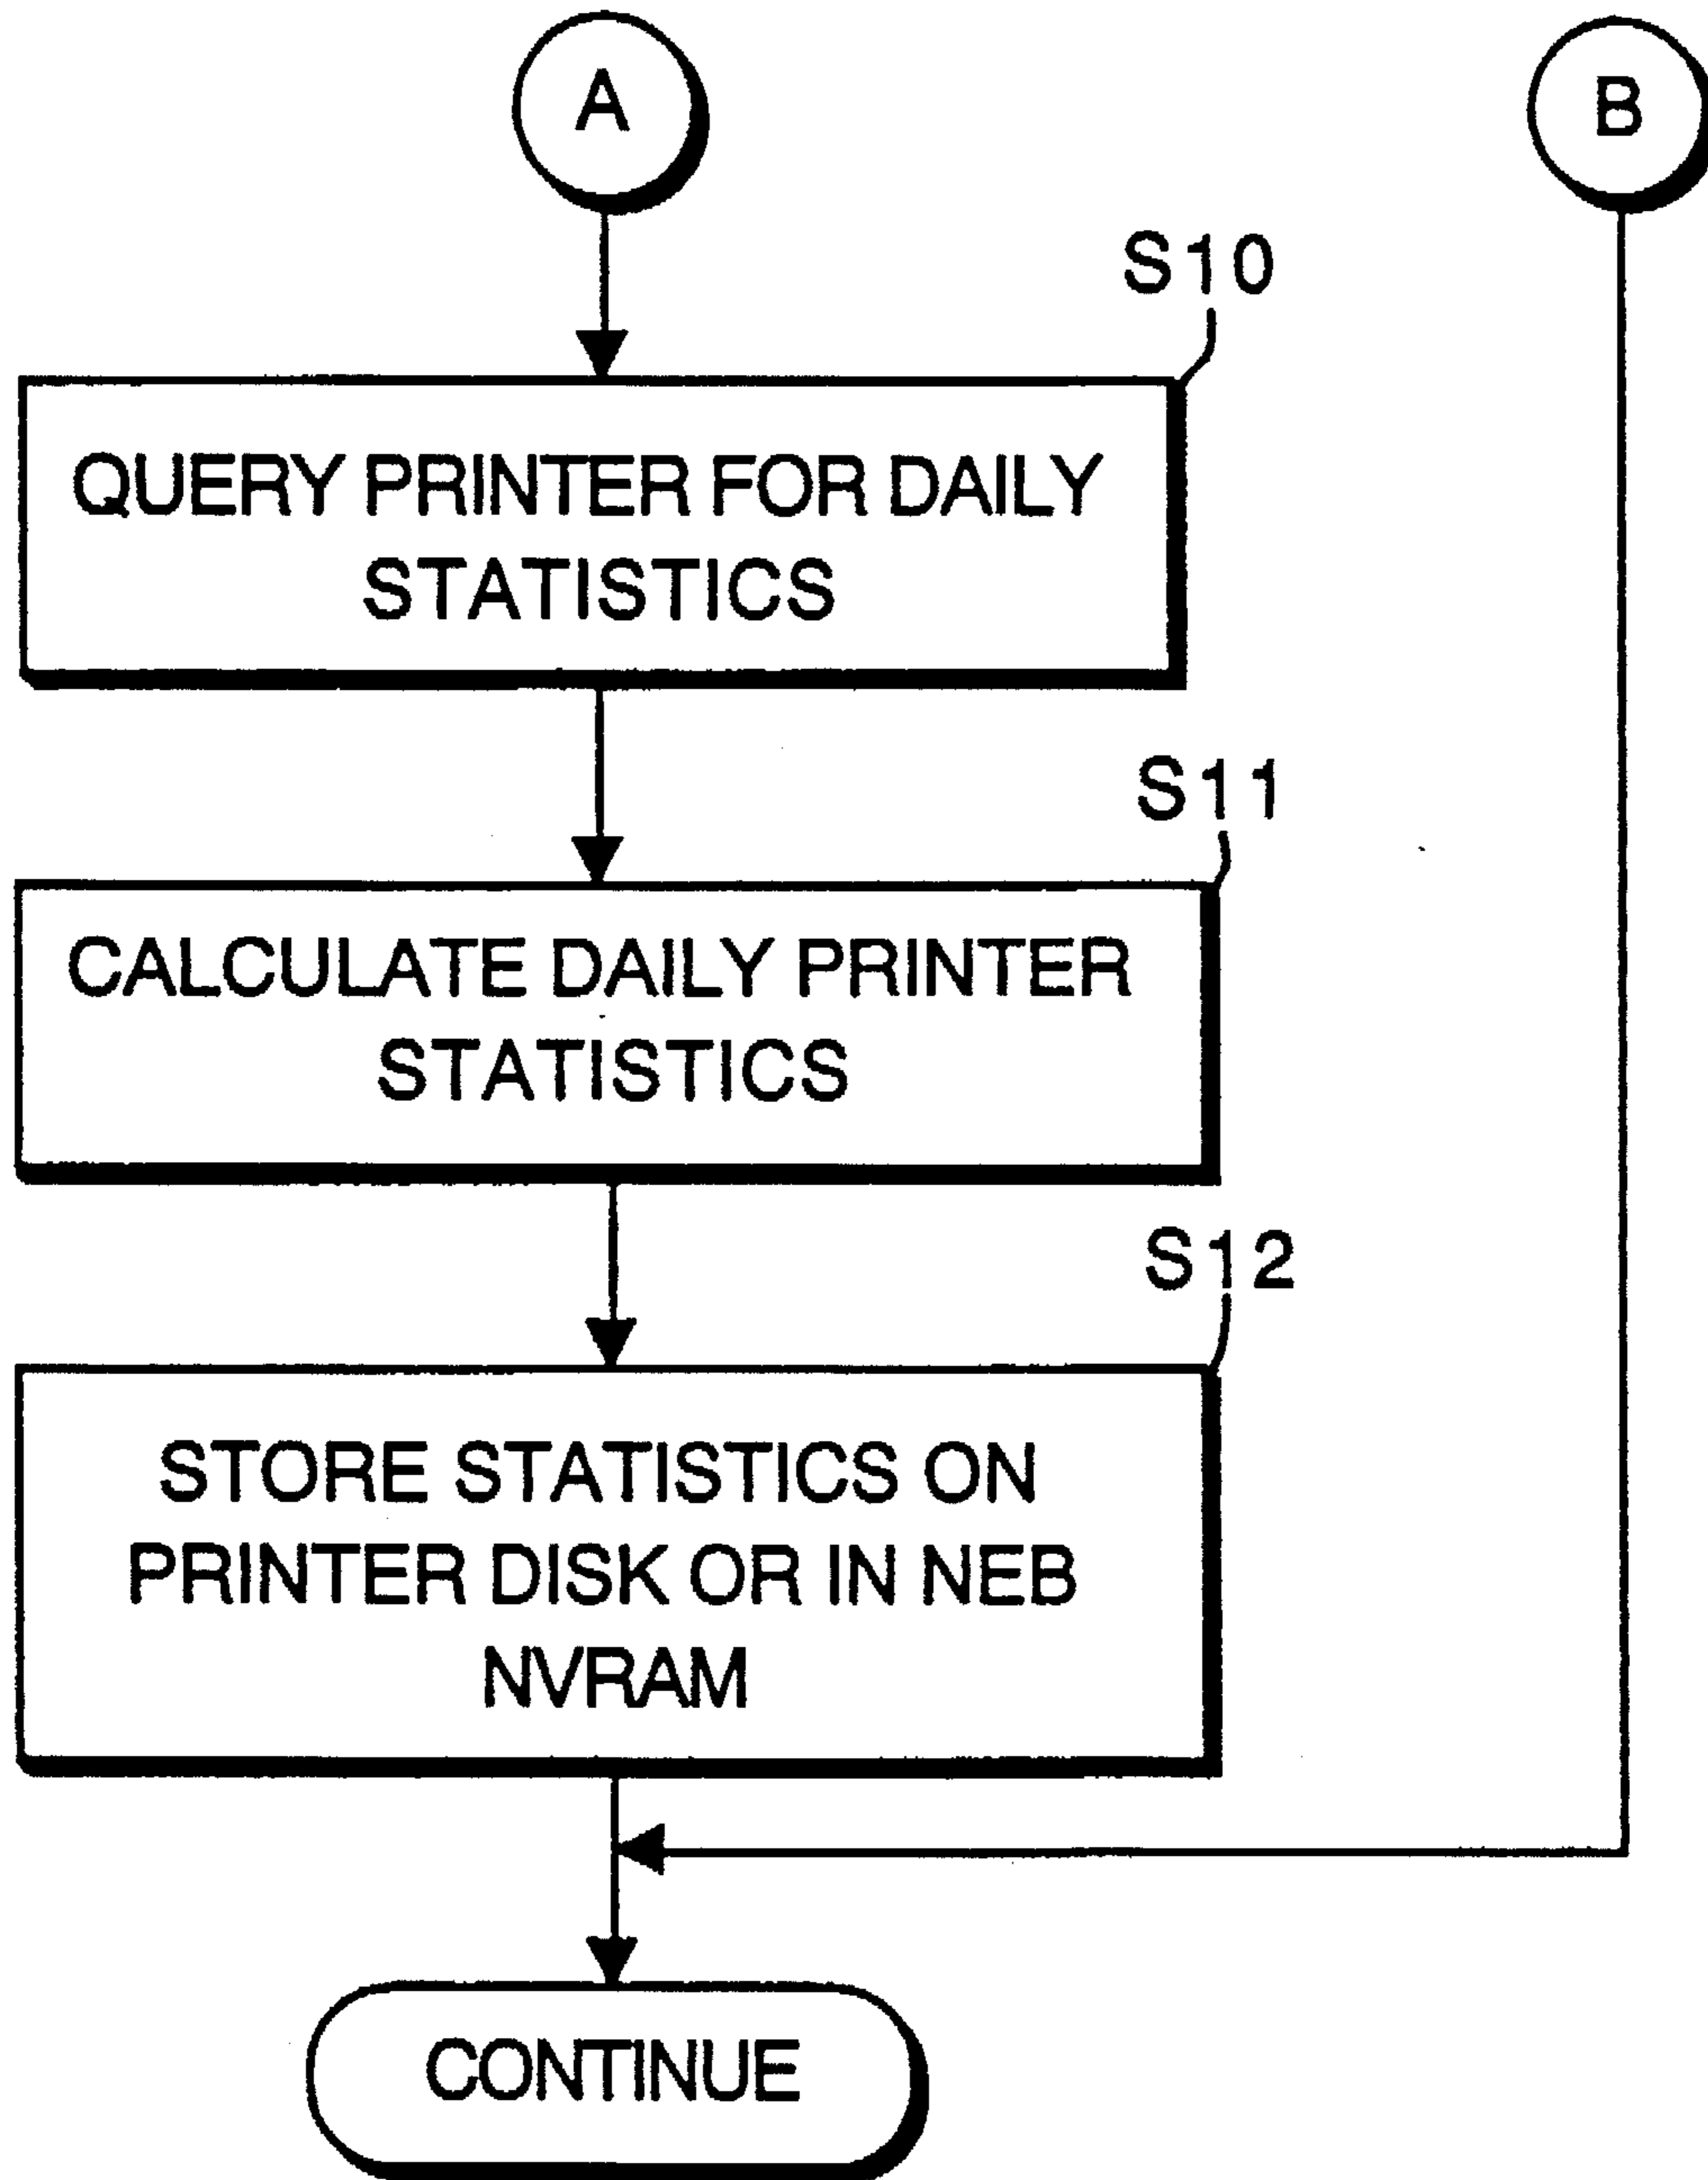 A
B
S10
QUERY PRINTER FOR DAILY
STATISTICS
S11
CALCULATE DAILY PRINTER
STATISTICS
S12
STORE STATISTICS ON
PRINTER DISK OR IN NEB
NVRAM
CONTINUE